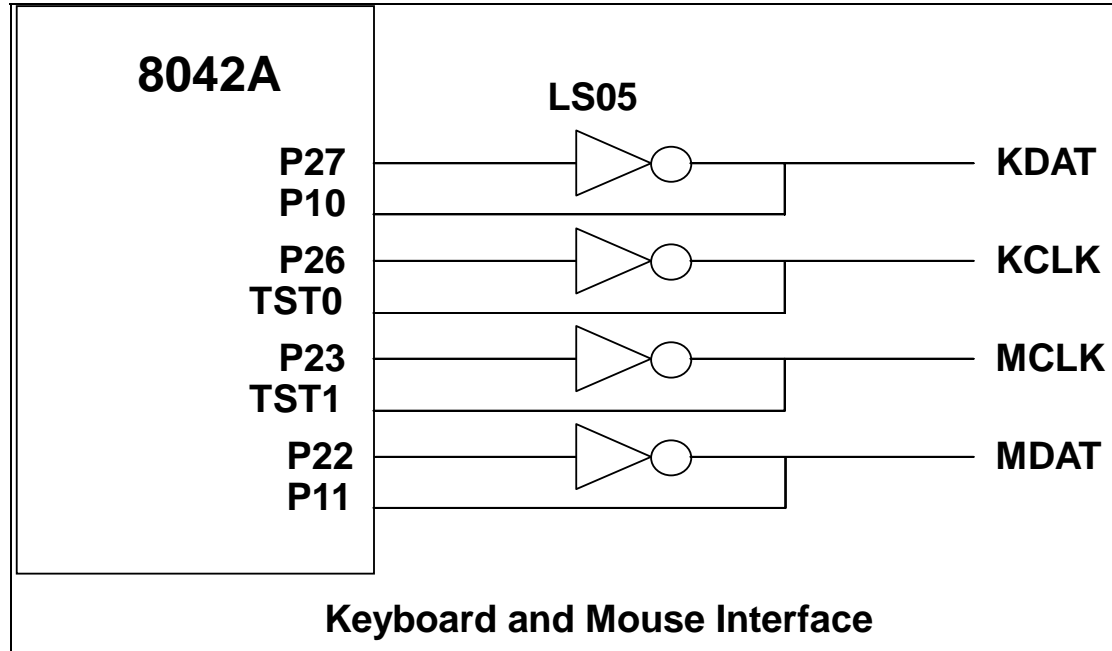 8042A
LS05
P27
KDAT
P10
P26
KCLK
TST0
P23
MCLK
TST1
P22
MDAT
P11
Keyboard and Mouse Interface